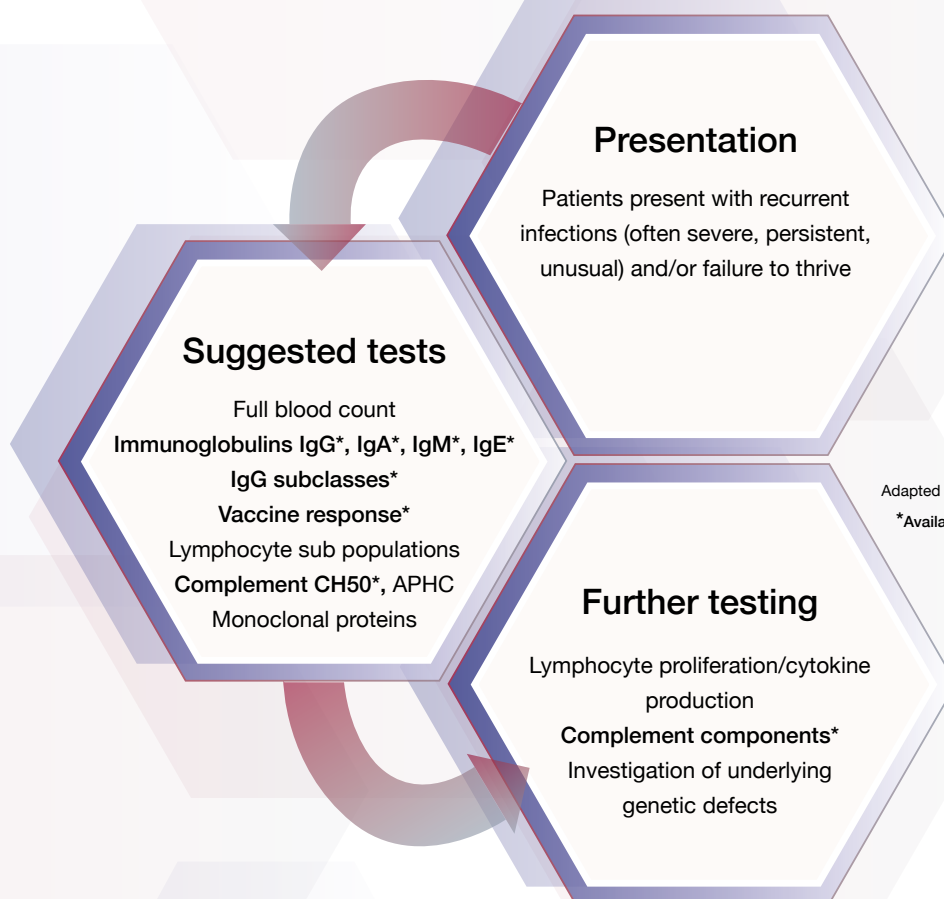 Presentation
Patients present with recurrent
infections (often severe, persistent,
unusual) and/or failure to thrive
Suggested tests
Full blood count
Immunoglobulins IgG*, IgA*, IgM*, IgE*
IgG subclasses*
Vaccine response*
Lymphocyte sub populations
Complement CH50*, APHC
Monoclonal proteins
Adapted
Further testing
Lymphocyte proliferation/cytokine
production
Complement components*
Investigation of underlying
genetic defects